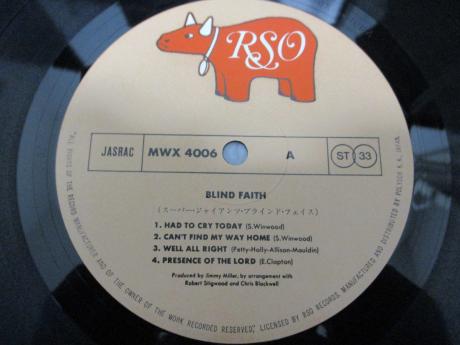 RSO
JASRAC
MWX 4006
A
ST 33
BLIND FAITH
(スーパー・ジャイアンツ・ブラインド・フェイス)
1. HAD TO CRY TODAY (S.Winwood)
2. CAN'T FIND MY WAY HOME (S.Winwood)
3. WELL ALL RIGHT (Petty-Holly-Allison-Mauldin)
4. PRESENCE OF THE LORD (E.Clapton)
Produced by Jimmy Miller, by arrangement with
Robert Stigwood and Chris Blackwell
"ALL RIGHTS OF THE RECORD MANUFACTURERS AND OF THE OWNER OF THE WORK RECORDED RESERVED", LICENSED BY RSO RECORDS, MANUFACTURED AND DISTRIBUTED BY POLYDOR K. K., JAPAN.